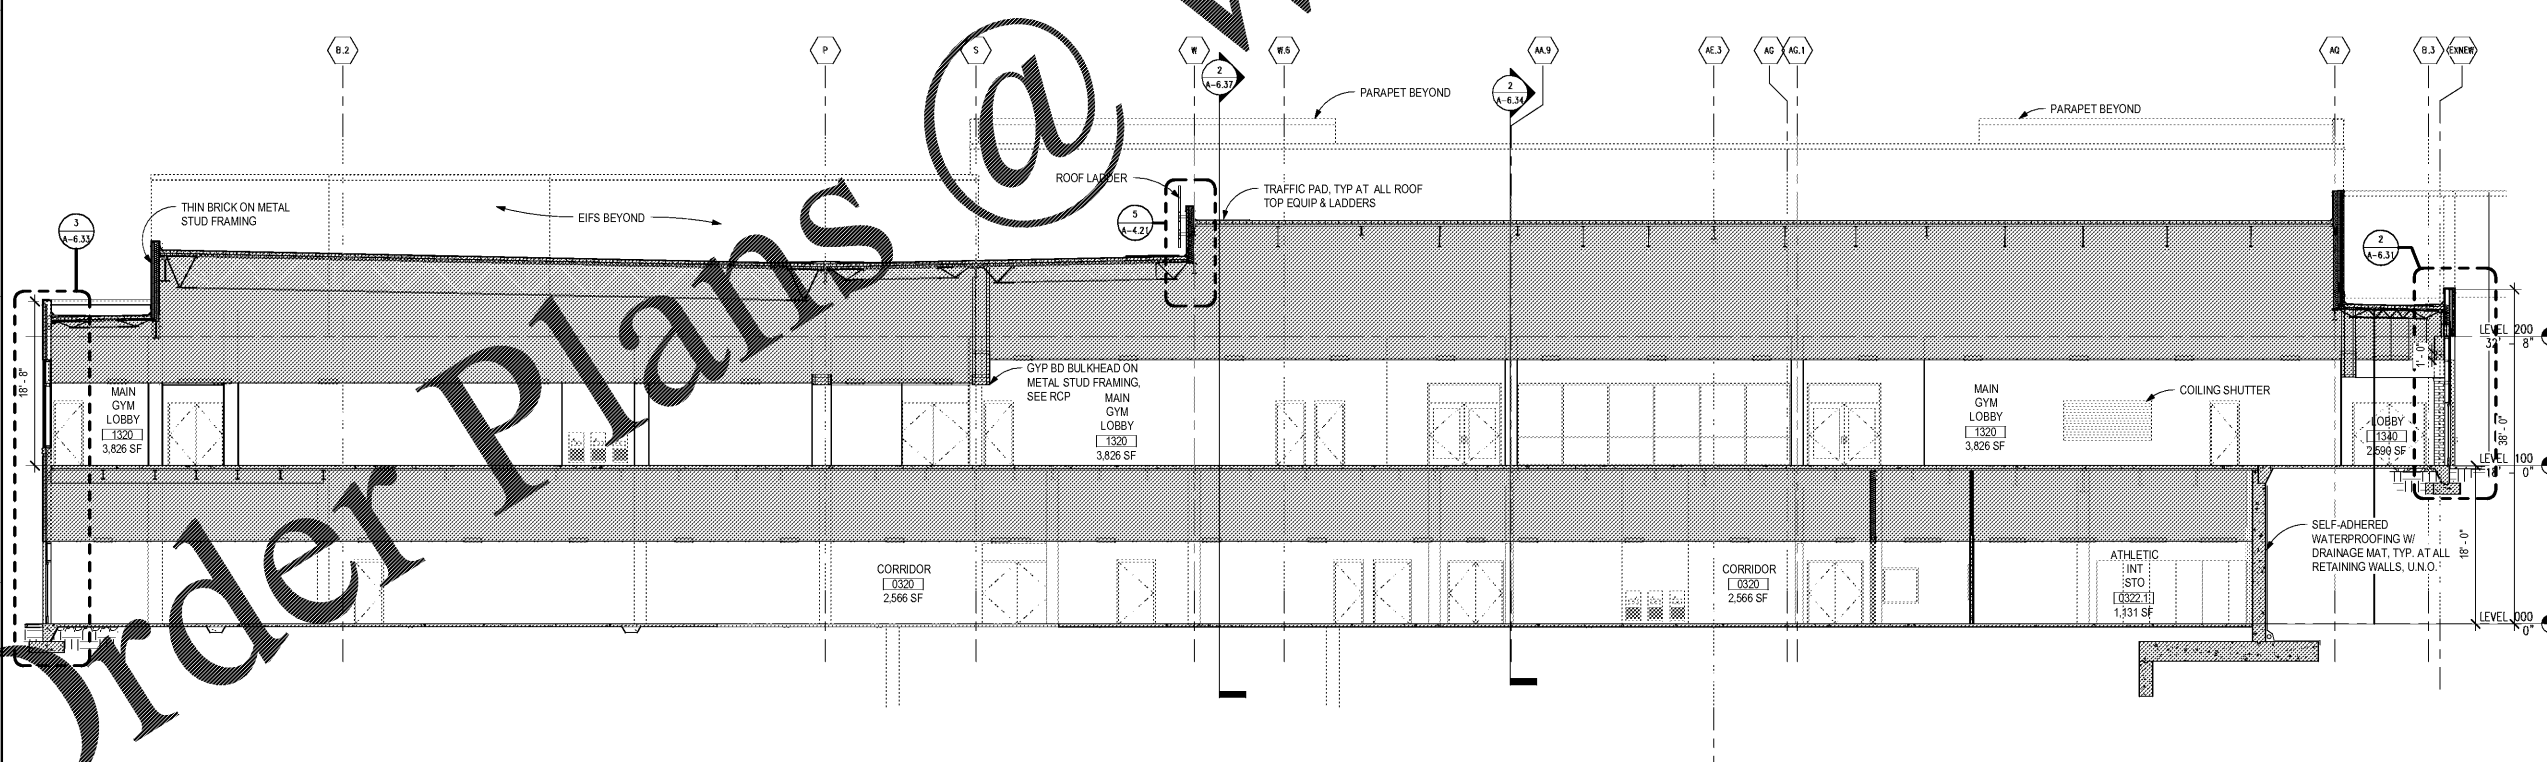 B.2
P
S
W
W.6
AA.9
AE.3
AG
AG.1
AQ
B.3
EXNEW
2
A-6.37
2
A-6.34
PARAPET BEYOND
PARAPET BEYOND
ROOF LADDER
TRAFFIC PAD, TYP AT ALL ROOF
TOP EQUIP & LADDERS
THIN BRICK ON METAL
STUD FRAMING
EIFS BEYOND
3
A-6.33
5
A-4.21
2
A-6.31
LEVEL 200
32' - 8"
1' - 0"
18' - 8"
GYP BD BULKHEAD ON
METAL STUD FRAMING,
SEE RCP
MAIN
GYM
LOBBY
1320
3,826 SF
MAIN
GYM
LOBBY
1320
3,826 SF
MAIN
GYM
LOBBY
1320
3,826 SF
COILING SHUTTER
LOBBY
1340
2,590 SF
38' - 0"
LEVEL 100
18' 0"
SELF-ADHERED
WATERPROOFING W/
DRAINAGE MAT, TYP. AT ALL
RETAINING WALLS, U.N.O.
18' - 0"
CORRIDOR
0320
2,566 SF
CORRIDOR
0320
2,566 SF
ATHLETIC
INT
STO
0322.1
1,131 SF
LEVEL 000
0"
Order Plans @